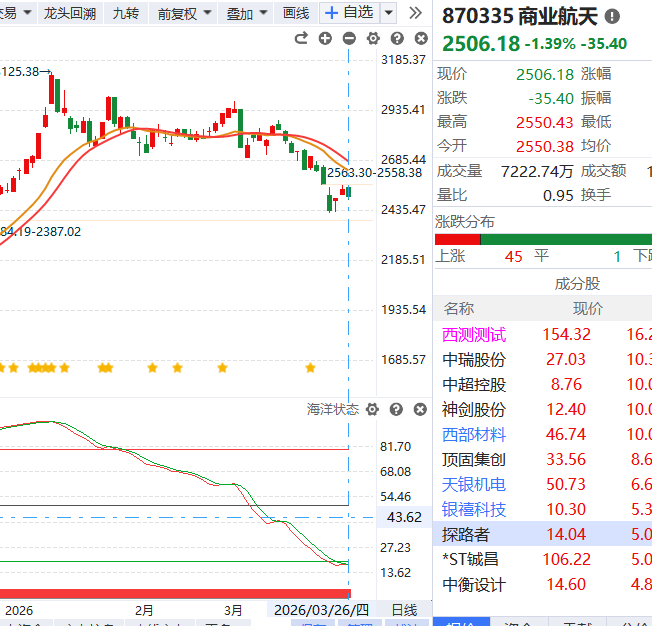 交易 龙头回溯 九转 前复权 叠加 画线 + 自选
870335 商业航天
2506.18 -1.39% -35.40
现价 2506.18 涨幅
涨跌 -35.40 振幅
最高 2550.43 最低
今开 2550.38 均价
成交量 7222.74万 成交额 1
量比 0.95 换手
涨跌分布
上涨 45 平 1 下跌
成分股
名称 现价
西测测试 154.32 16.2
中瑞股份 27.03 10.3
中超控股 8.76 10.0
神剑股份 12.40 10.0
西部材料 46.74 10.0
顶固集创 33.56 8.6
天银机电 50.73 6.6
银禧科技 10.30 5.3
探路者 14.04 5.0
*ST铖昌 106.22 5.0
中衡设计 14.60 4.8
125.38
3185.37
2935.41
2685.44
2563.30-2558.38
2435.47
84.19-2387.02
2185.51
1935.54
1685.57
海洋状态
81.70
68.08
54.46
43.62
27.23
13.62
2026 2月 3月 2026/03/26/四 日线